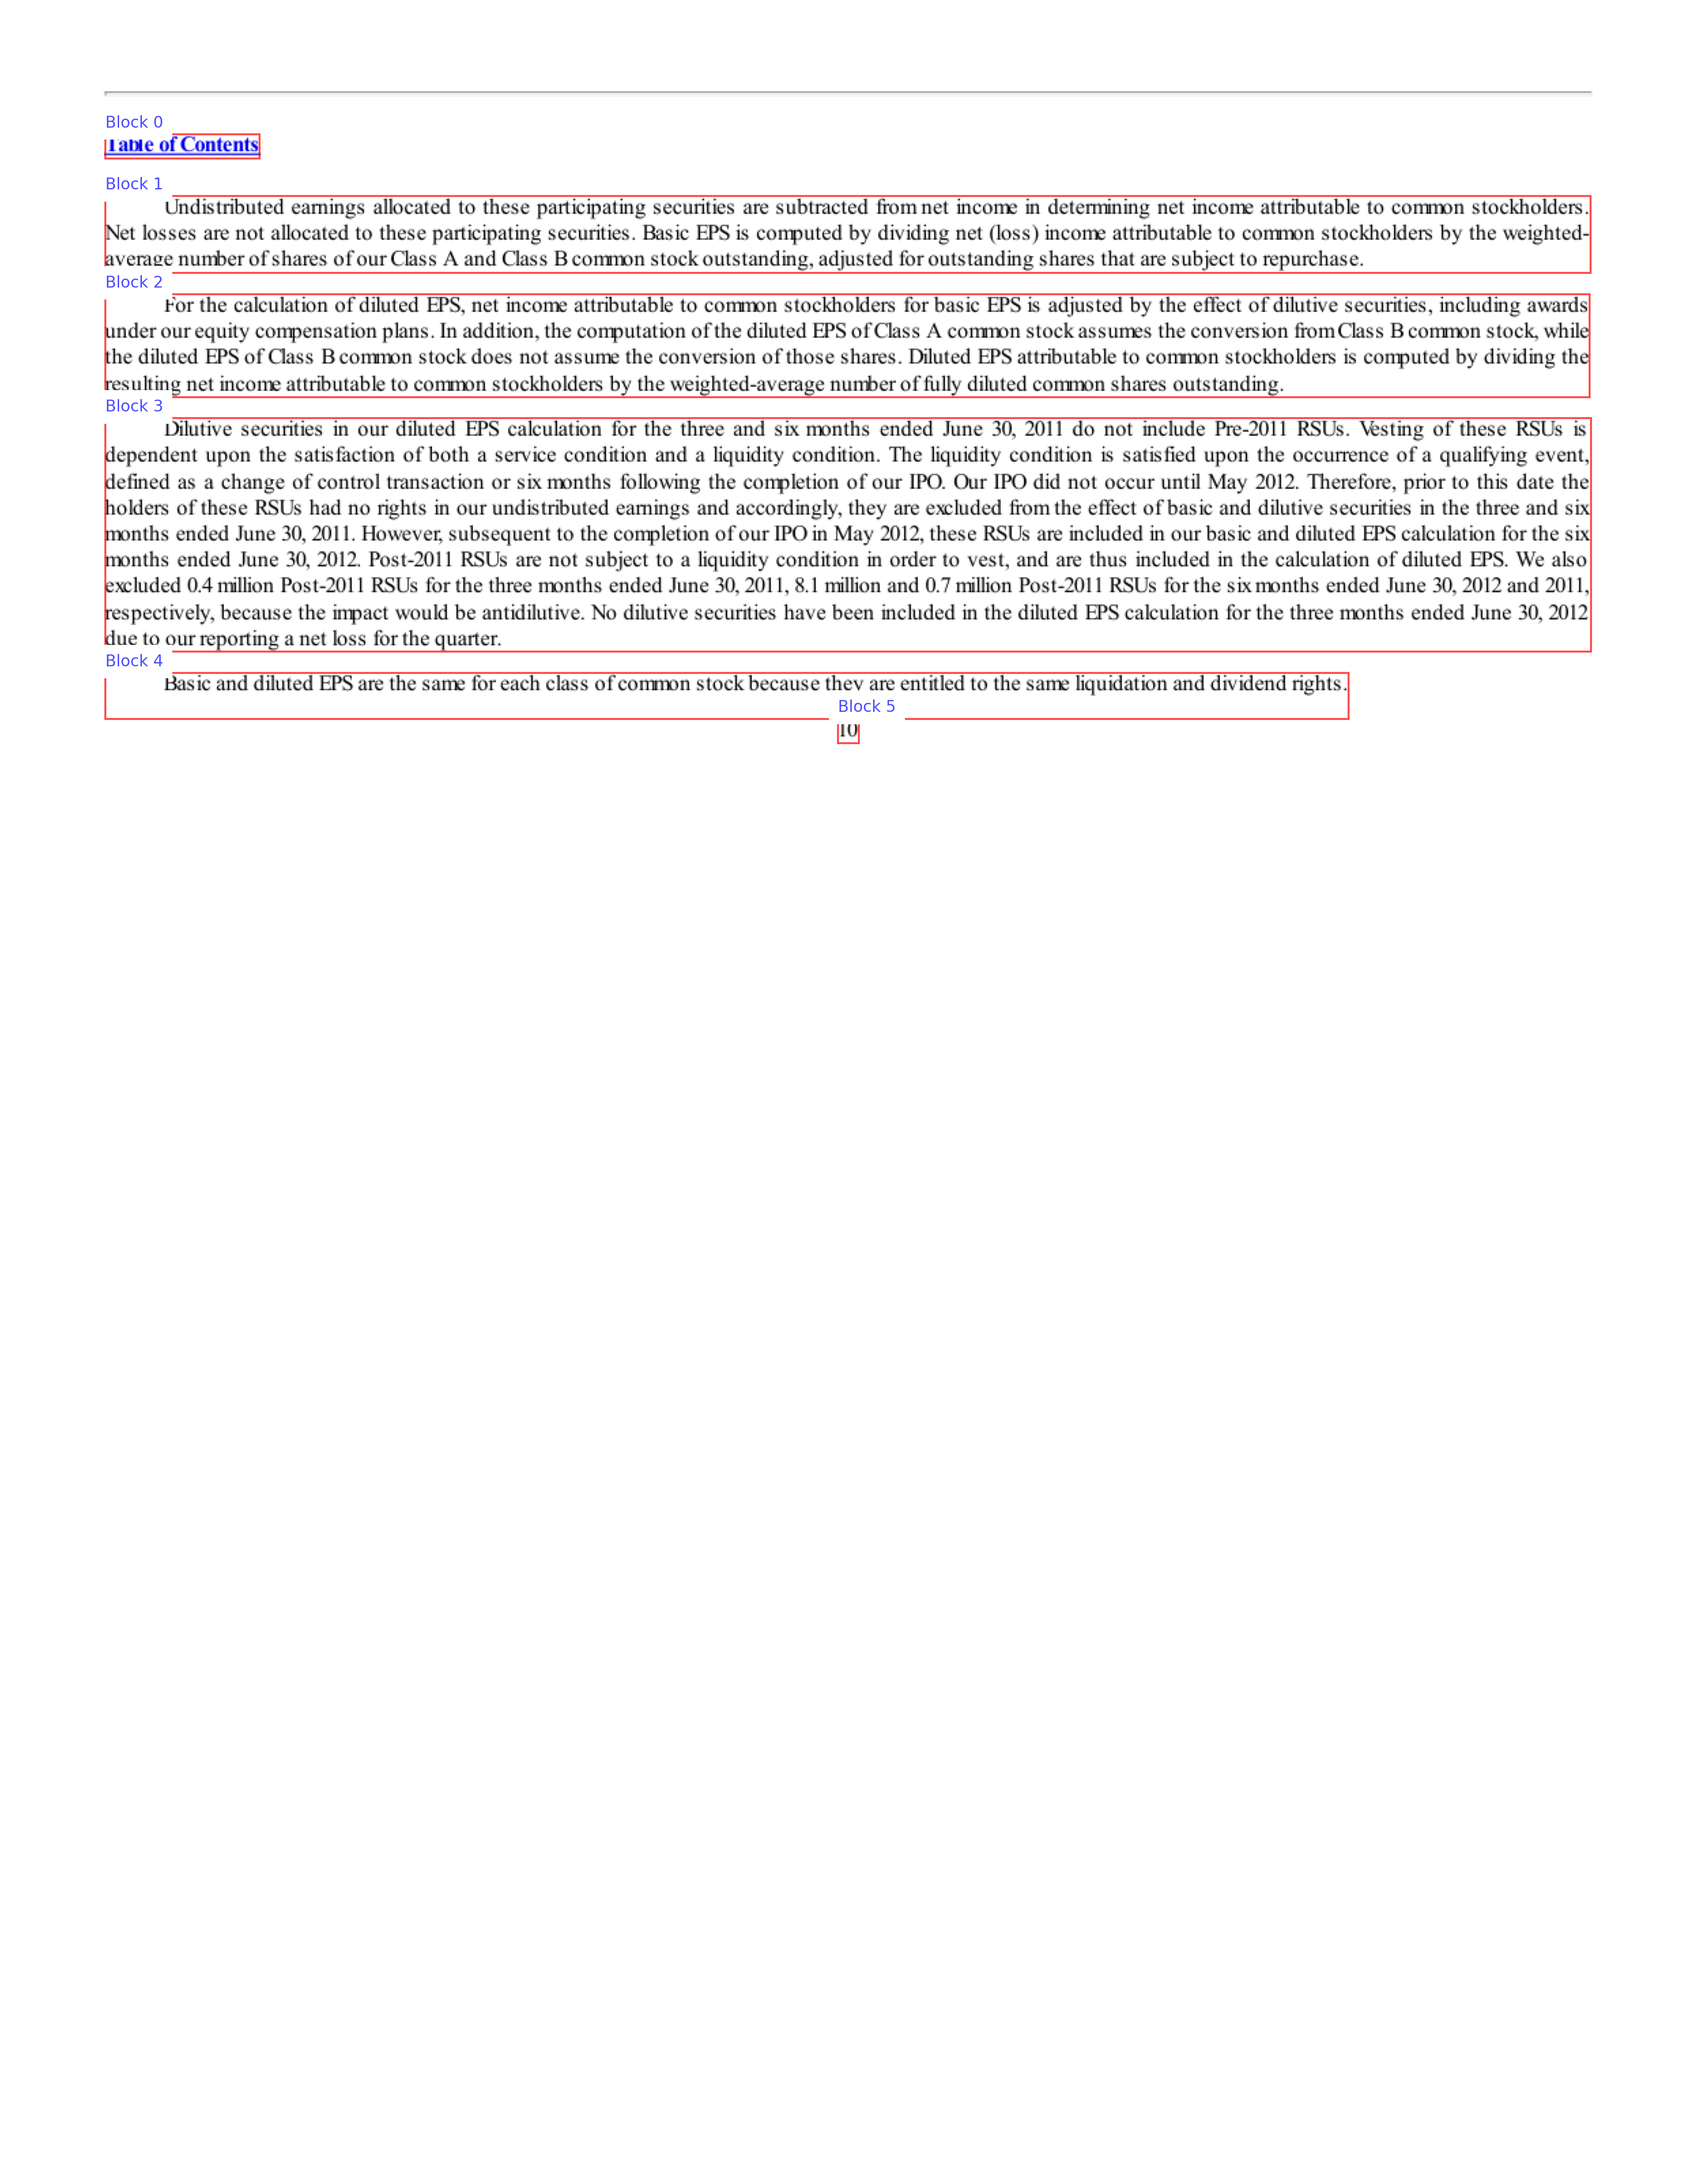 Block 0
Table of Contents
Block 1
Undistributed earnings allocated to these participating securities are subtracted from net income in determining net income attributable to common stockholders.
Net losses are not allocated to these participating securities. Basic EPS is computed by dividing net (loss) income attributable to common stockholders by the weighted-
average number of shares of our Class A and Class B common stock outstanding, adjusted for outstanding shares that are subject to repurchase.
Block 2
For the calculation of diluted EPS, net income attributable to common stockholders for basic EPS is adjusted by the effect of dilutive securities, including awards
under our equity compensation plans. In addition, the computation of the diluted EPS of Class A common stock assumes the conversion from Class B common stock, while
the diluted EPS of Class B common stock does not assume the conversion of those shares. Diluted EPS attributable to common stockholders is computed by dividing the
resulting net income attributable to common stockholders by the weighted-average number of fully diluted common shares outstanding.
Block 3
Dilutive securities in our diluted EPS calculation for the three and six months ended June 30, 2011 do not include Pre-2011 RSUs. Vesting of these RSUs is
dependent upon the satisfaction of both a service condition and a liquidity condition. The liquidity condition is satisfied upon the occurrence of a qualifying event,
defined as a change of control transaction or six months following the completion of our IPO. Our IPO did not occur until May 2012. Therefore, prior to this date the
holders of these RSUs had no rights in our undistributed earnings and accordingly, they are excluded from the effect of basic and dilutive securities in the three and six
months ended June 30, 2011. However, subsequent to the completion of our IPO in May 2012, these RSUs are included in our basic and diluted EPS calculation for the six
months ended June 30, 2012. Post-2011 RSUs are not subject to a liquidity condition in order to vest, and are thus included in the calculation of diluted EPS. We also
excluded 0.4 million Post-2011 RSUs for the three months ended June 30, 2011, 8.1 million and 0.7 million Post-2011 RSUs for the six months ended June 30, 2012 and 2011,
respectively, because the impact would be antidilutive. No dilutive securities have been included in the diluted EPS calculation for the three months ended June 30, 2012
due to our reporting a net loss for the quarter.
Block 4
Basic and diluted EPS are the same for each class of common stock because they are entitled to the same liquidation and dividend rights.
Block 5
10